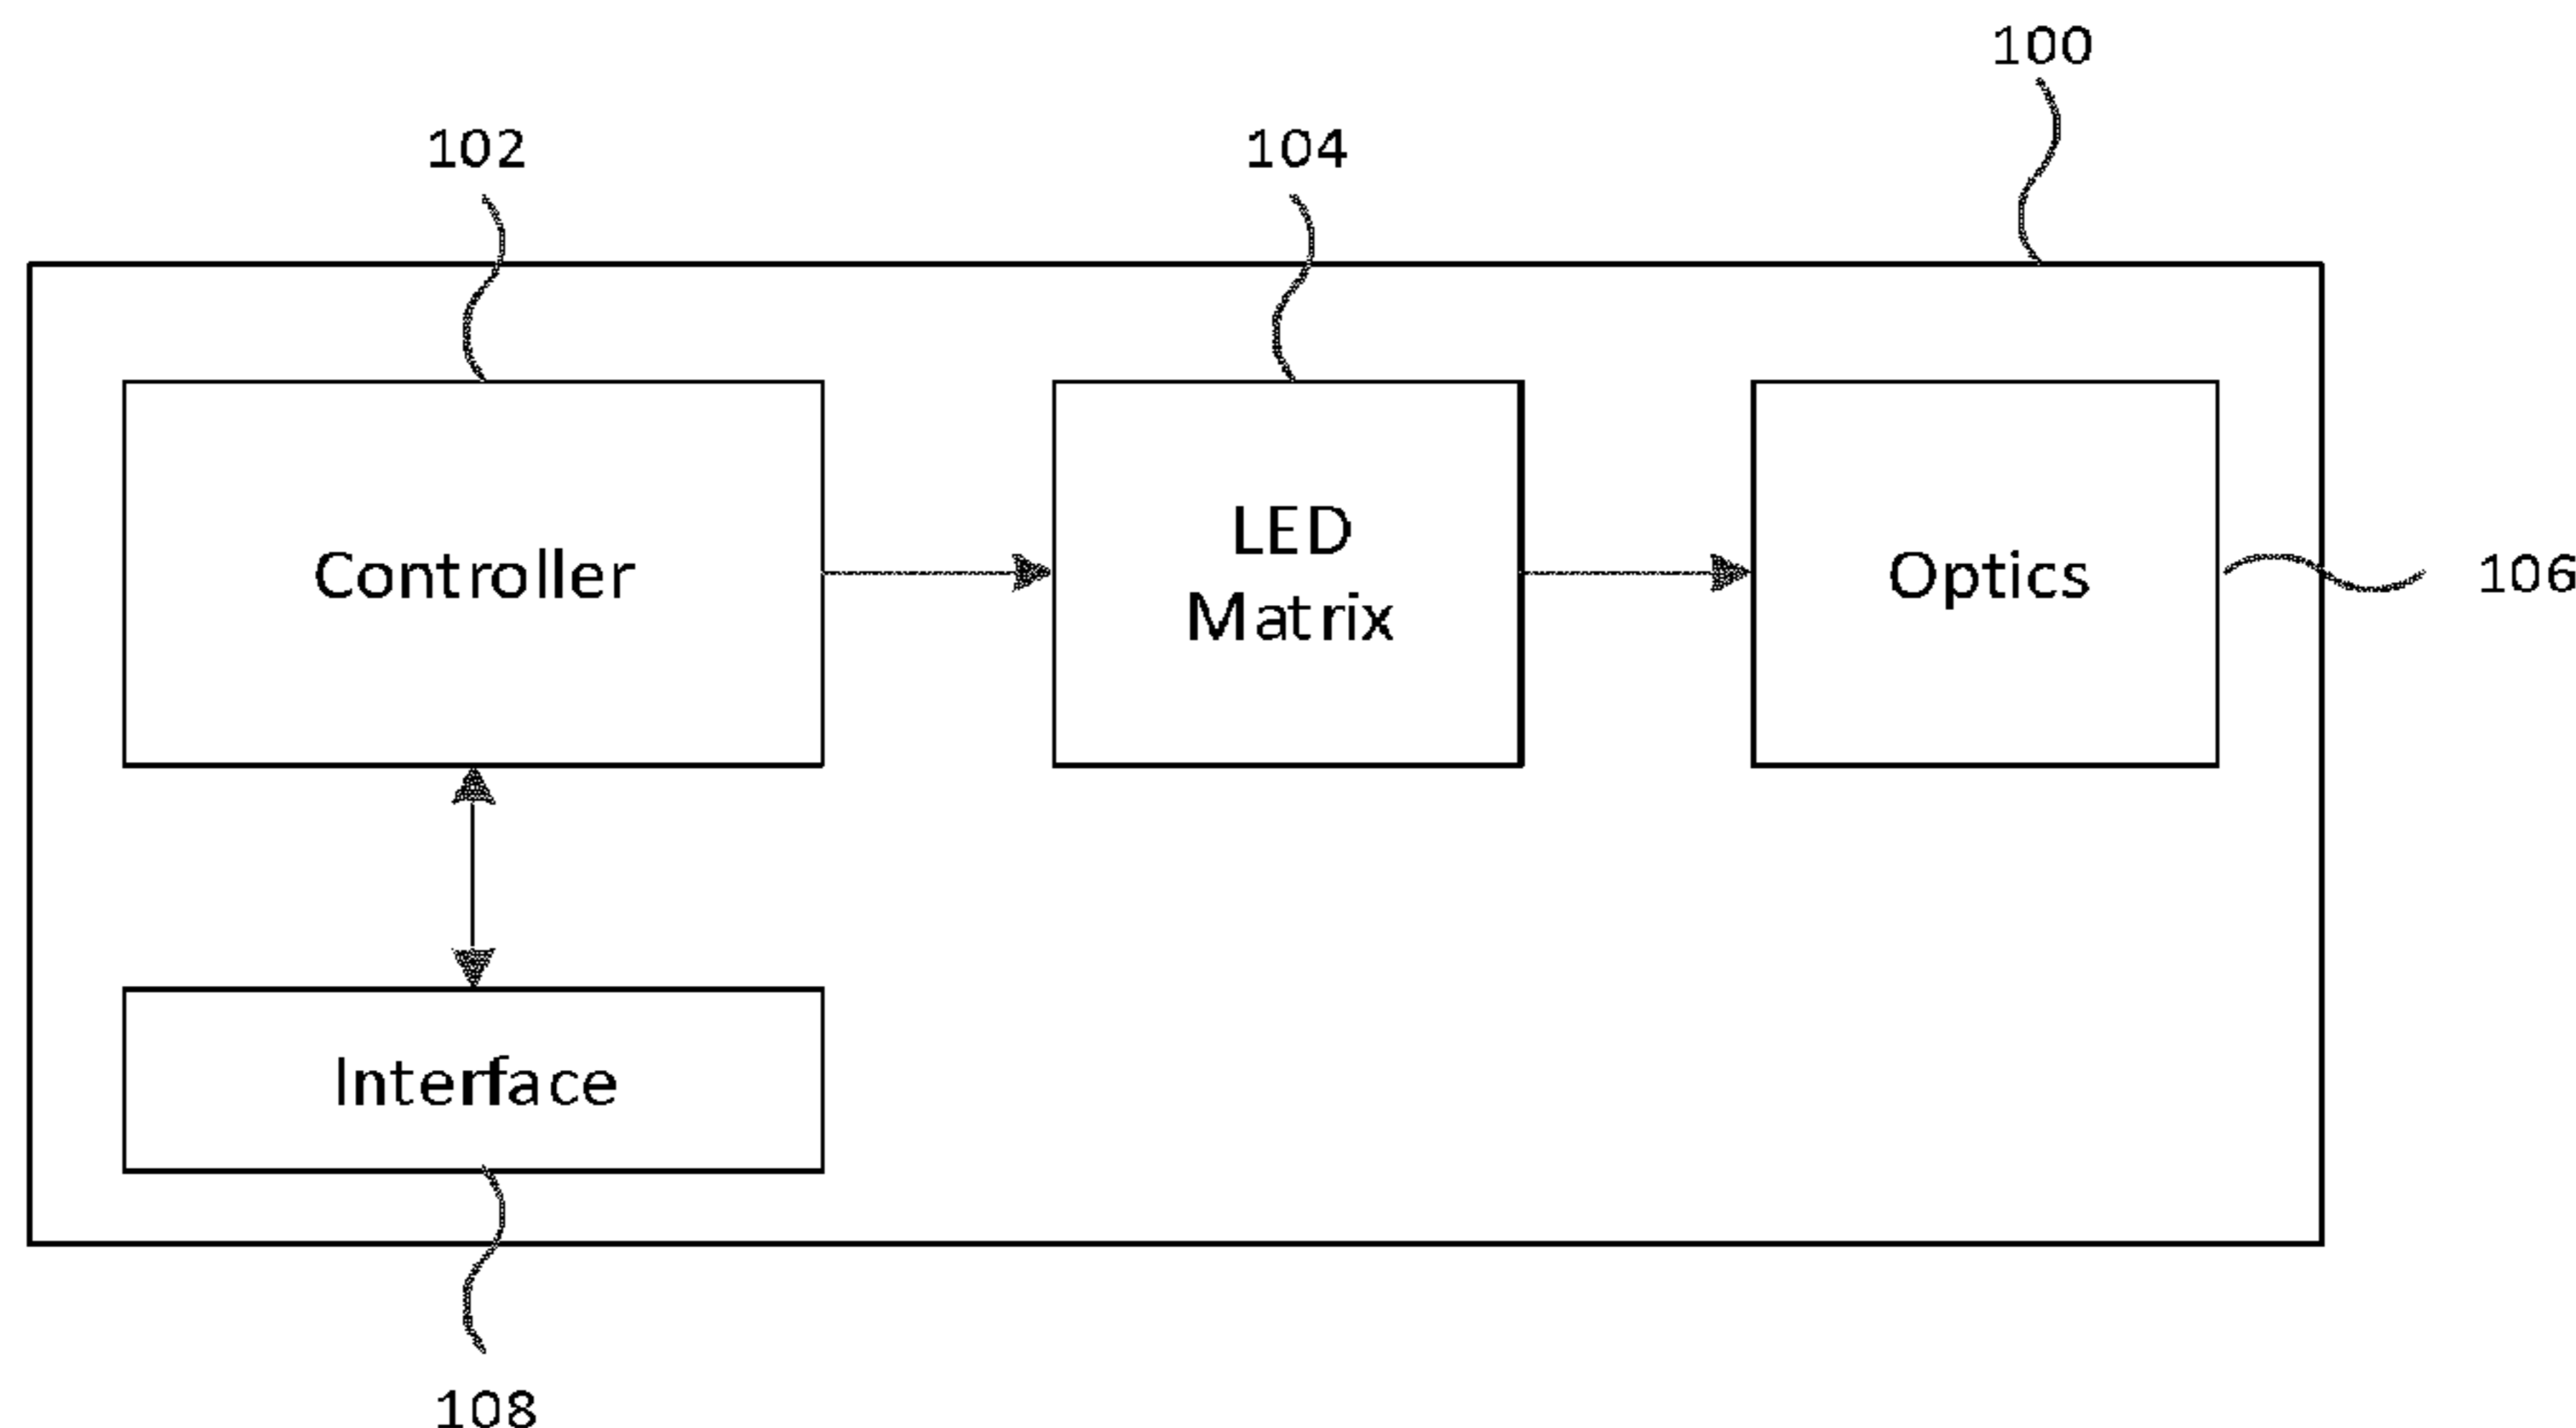 100
102
104
Controller
LED
Matrix
Optics
106
Interface
108